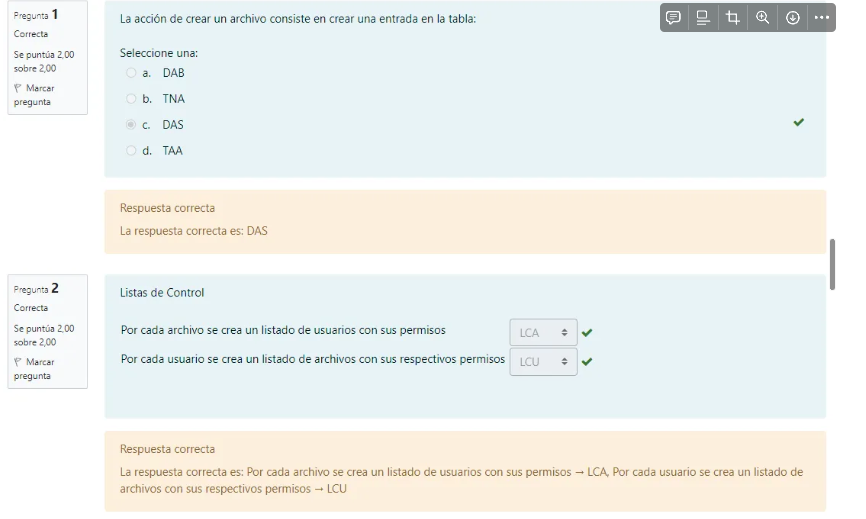 Pregunta 1
Correcta
Se puntúa 2,00
sobre 2,00
Marcar
pregunta
La acción de crear un archivo consiste en crear una entrada en la tabla:
Seleccione una:
a. DAB
b. TNA
c. DAS
d. TAA
Respuesta correcta
La respuesta correcta es: DAS
Pregunta 2
Correcta
Se puntúa 2,00
sobre 2,00
Marcar
pregunta
Listas de Control
Por cada archivo se crea un listado de usuarios con sus permisos LCA
Por cada usuario se crea un listado de archivos con sus respectivos permisos LCU
Respuesta correcta
La respuesta correcta es: Por cada archivo se crea un listado de usuarios con sus permisos → LCA, Por cada usuario se crea un listado de
archivos con sus respectivos permisos → LCU